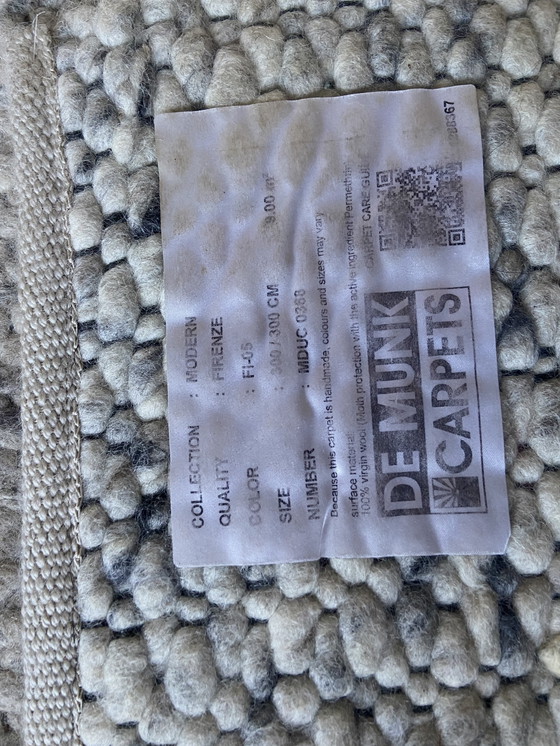 COLLECTION : MODERN
QUALITY : FIRENZE
COLOR : FI-05
SIZE : 300 / 300 CM 9.00 m²
NUMBER : MDUC 0363
Because this carpet is handmade, colours and sizes may vary.
surface material:
100% virgin wool (Moth protection with the active ingredient Permethrin
DE MUNK
CARPETS
CARPET CARE GUI